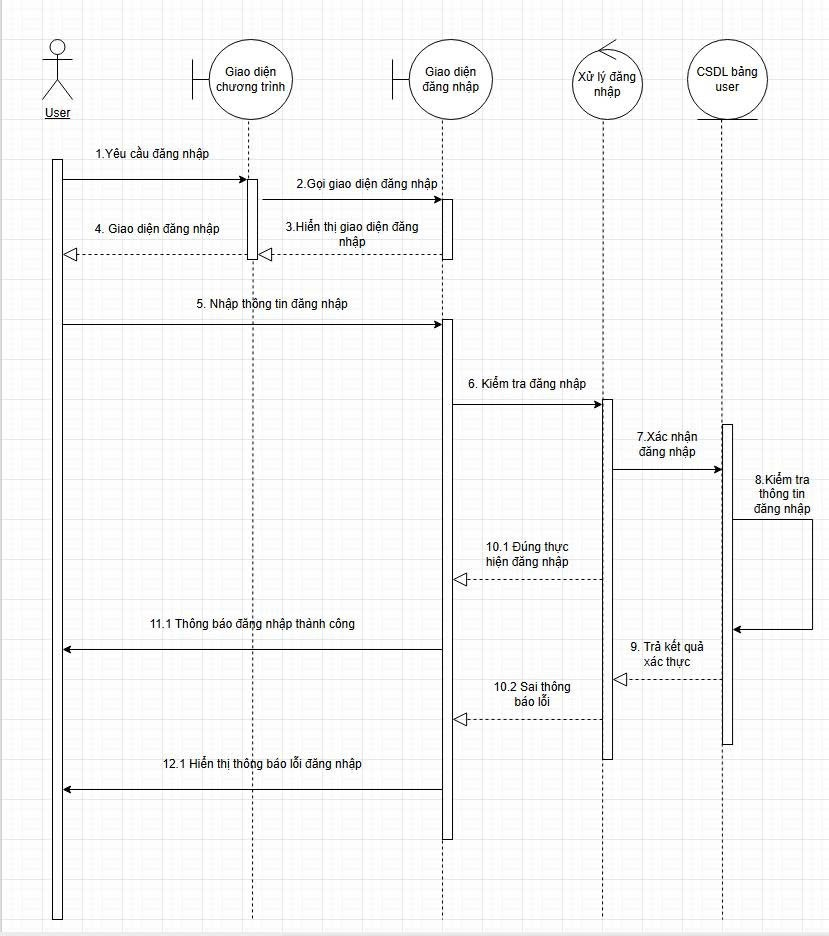 Giao diện
chương trình
Giao diện
đăng nhập
Xử lý đăng
nhập
CSDL bảng
user
User
1.Yêu cầu đăng nhập
2.Gọi giao diện đăng nhập
3.Hiển thị giao diện đăng
nhập
4. Giao diện đăng nhập
5. Nhập thông tin đăng nhập
6. Kiểm tra đăng nhập
7.Xác nhận
đăng nhập
8.Kiểm tra
thông tin
đăng nhập
10.1 Đúng thực
hiện đăng nhập
11.1 Thông báo đăng nhập thành công
9. Trả kết quả
xác thực
10.2 Sai thông
báo lỗi
12.1 Hiển thị thông báo lỗi đăng nhập